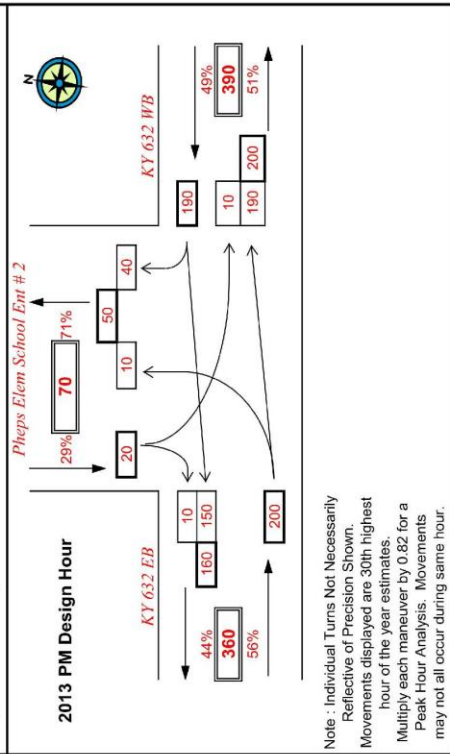 N
2013 PM Design Hour
Pheps Elem School Ent # 2
70
29%
71%
20
50
10
40
KY 632 EB
KY 632 WB
10
160
150
190
44%
360
56%
200
49%
390
51%
10
190
200
Note : Individual Turns Not Necessarily
Reflective of Precision Shown.
Movements displayed are 30th highest
hour of the year estimates.
Multiply each maneuver by 0.82 for a
Peak Hour Analysis. Movements
may not all occur during same hour.